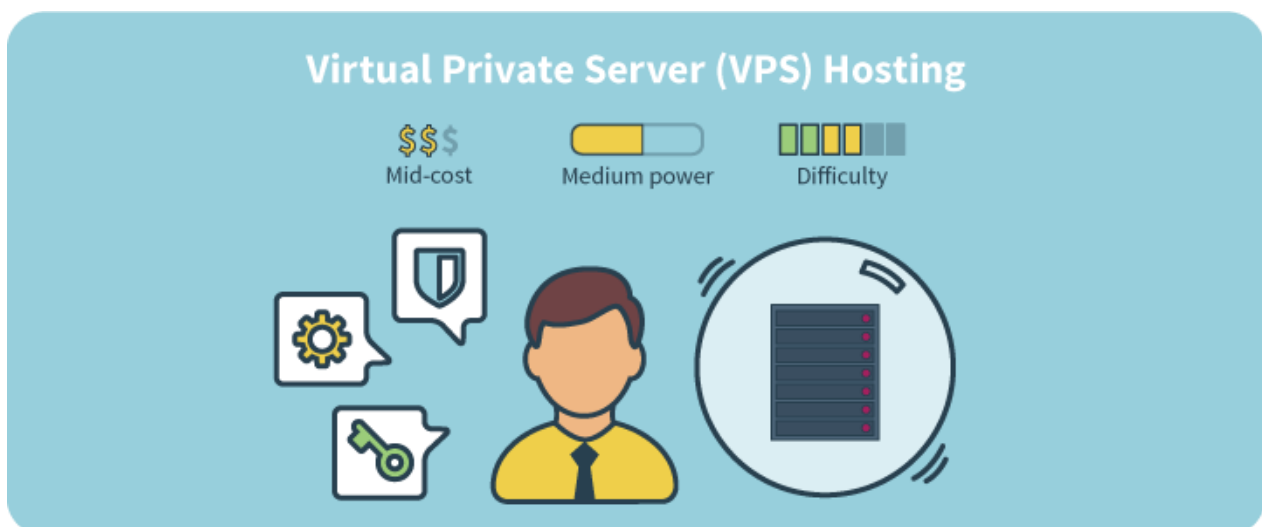 Virtual Private Server (VPS) Hosting
$$$
Mid-cost Medium power Difficulty